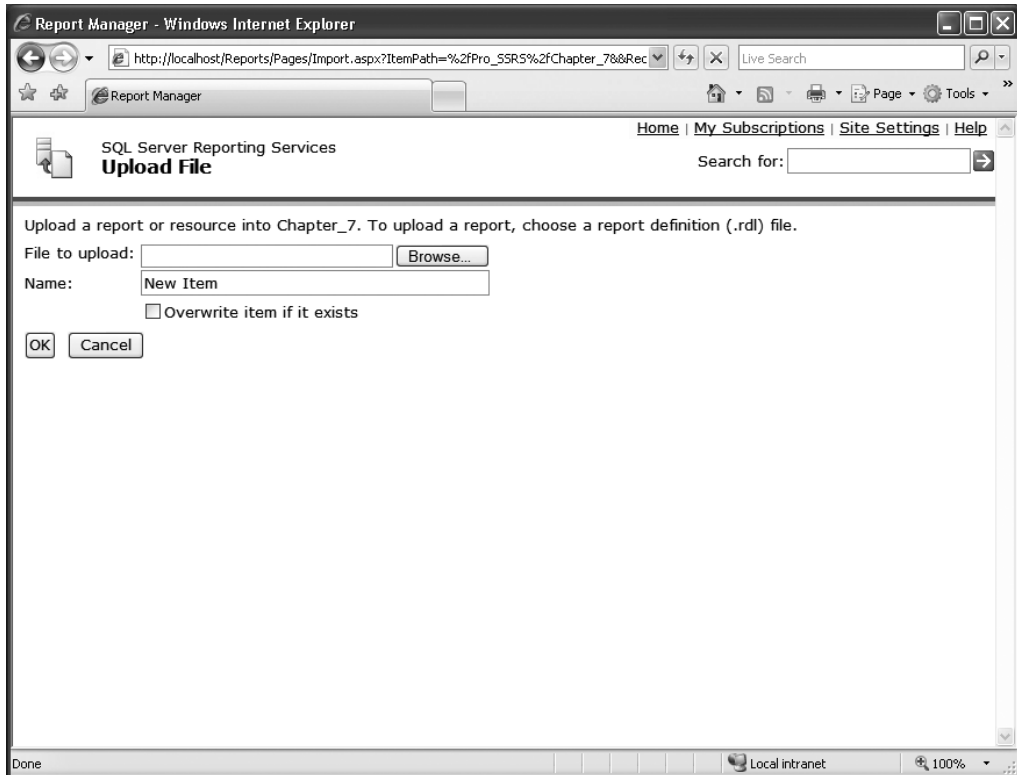 Report Manager - Windows Internet Explorer
http://localhost/Reports/Pages/Import.aspx?ItemPath=%2fPro_SSRS%2fChapter_7&&Rec
Live Search
Report Manager
Page
Tools
Home | My Subscriptions | Site Settings | Help
SQL Server Reporting Services
Upload File
Search for:
Upload a report or resource into Chapter_7. To upload a report, choose a report definition (.rdl) file.
File to upload:
Browse...
Name:
New Item
Overwrite item if it exists
OK
Cancel
Done
Local intranet
100%